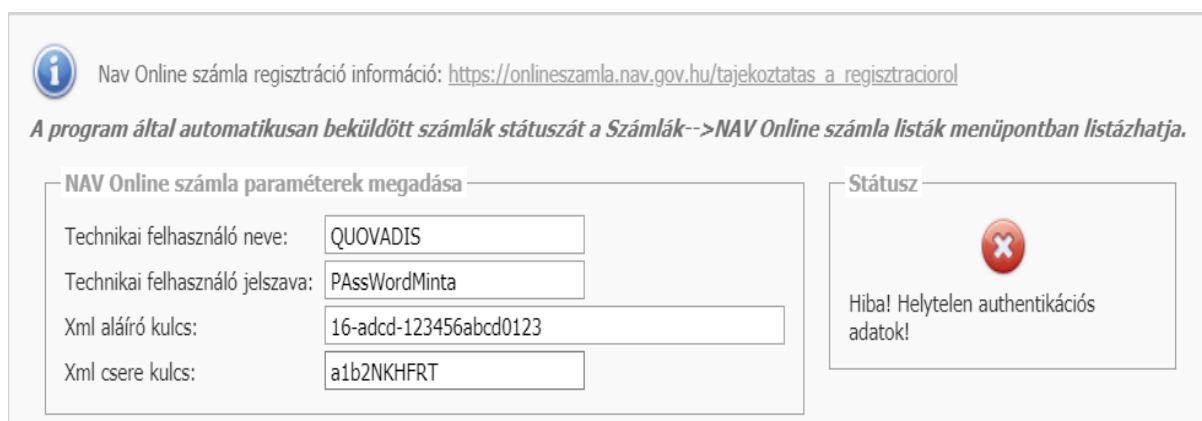 Nav Online számla regisztráció információ: https://onlineszamla.nav.gov.hu/tajekoztatas_a_regisztraciorol
A program által automatikusan beküldött számlák státuszát a Számlák-->NAV Online számla listák menüpontban listázhatja.
NAV Online számla paraméterek megadása
Technikai felhasználó neve: QUOVADIS
Technikai felhasználó jelszava: PAssWordMinta
Xml aláíró kulcs: 16-adcd-123456abcd0123
Xml csere kulcs: a1b2NKHFRT
Státusz
Hiba! Helytelen authentikációs
adatok!